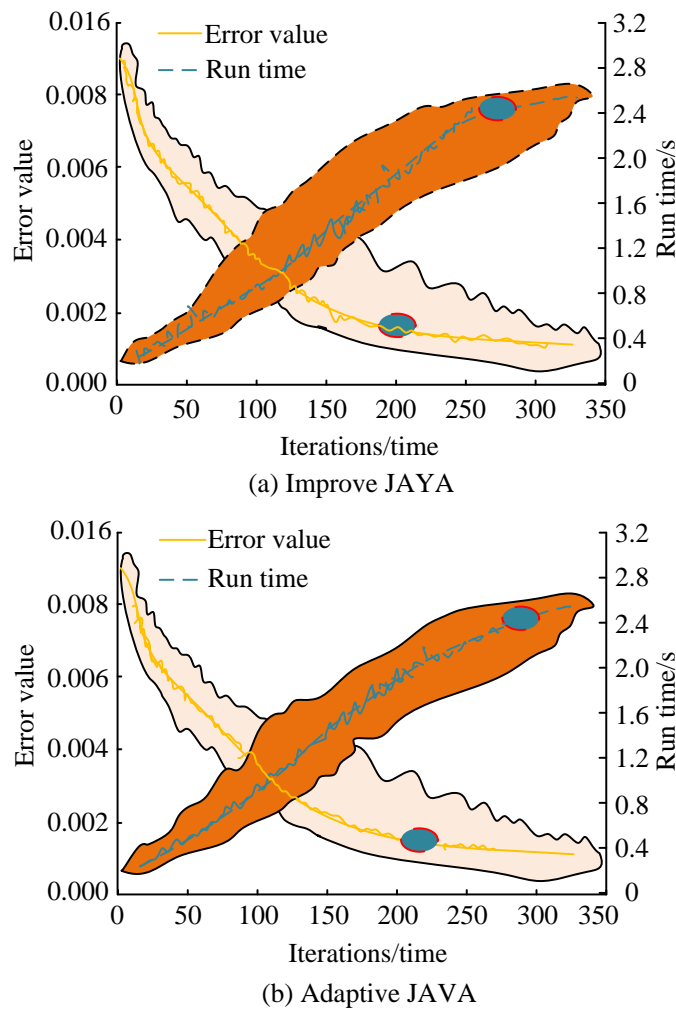 0.016
0.008
0.006
0.004
0.002
0.000
Error value
Error value
Run time
3.2
2.8
2.4
2.0
1.6
1.2
0.8
0.4
0
Run time/s
0 50 100 150 200 250 300 350
Iterations/time
(a) Improve JAYA
0.016
0.008
0.006
0.004
0.002
0.000
Error value
Error value
Run time
3.2
2.8
2.4
2.0
1.6
1.2
0.8
0.4
0
Run time/s
0 50 100 150 200 250 300 350
Iterations/time
(b) Adaptive JAVA